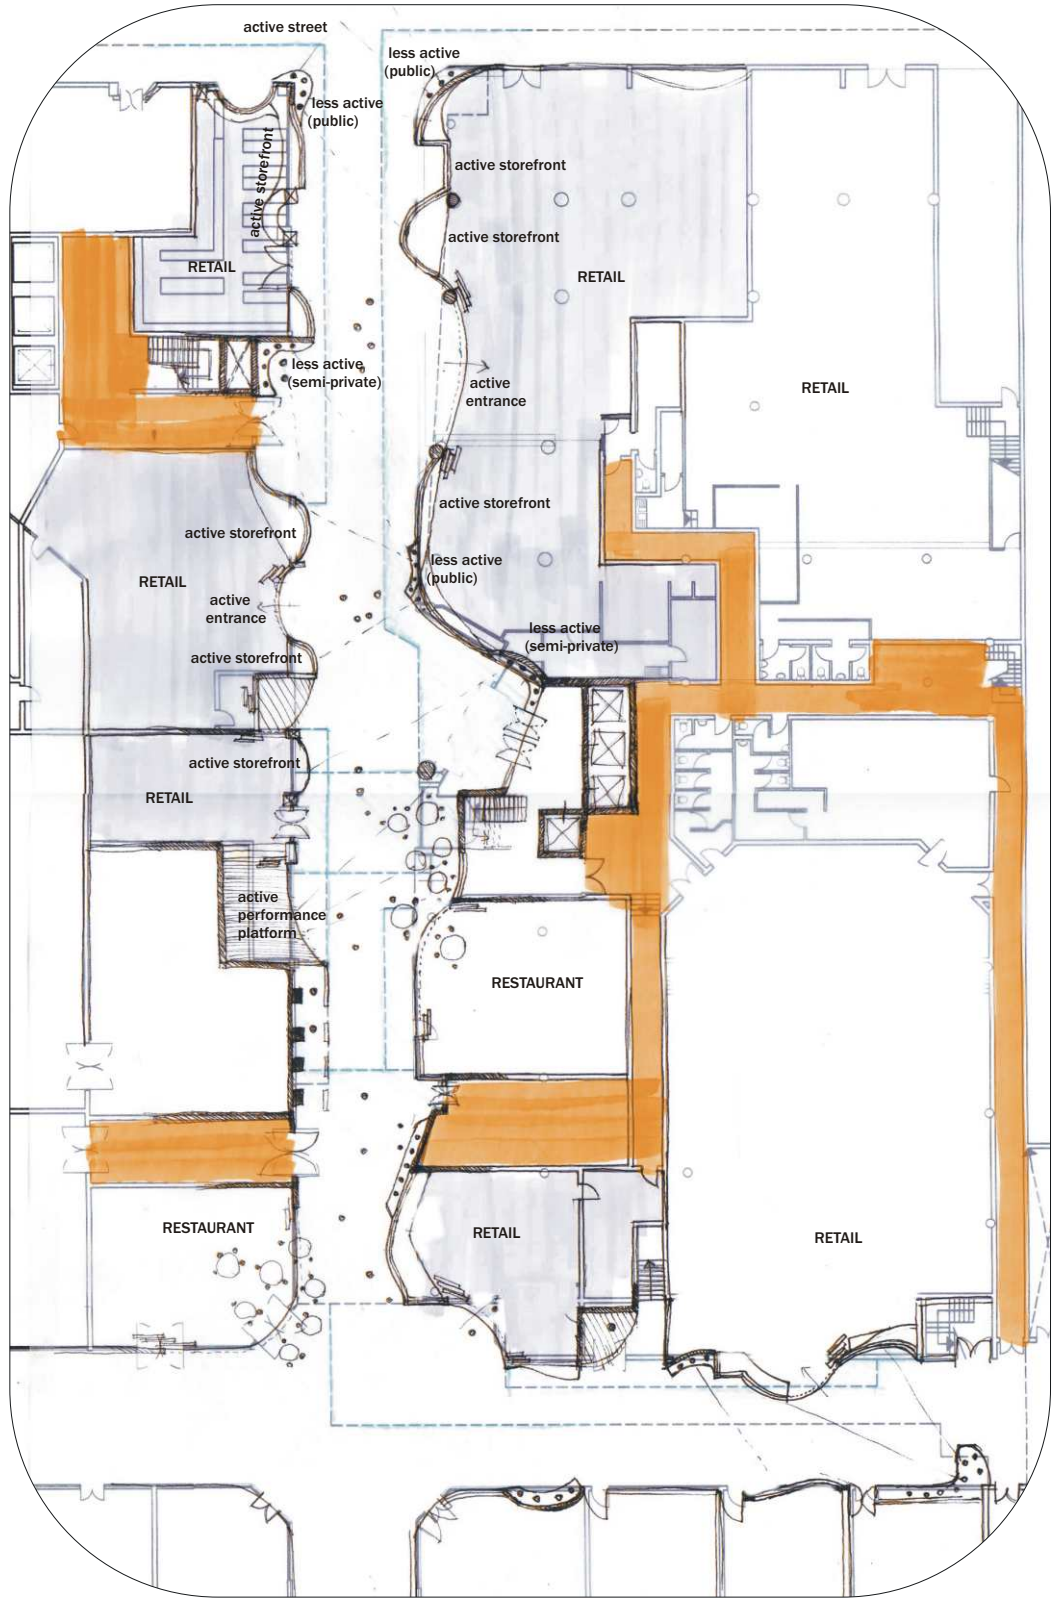 active street
less active
(public)
less active
(public)
active storefront
active storefront
active storefront
RETAIL
RETAIL
less active
(semi-private)
active
entrance
RETAIL
active storefront
active storefront
less active
(public)
RETAIL
active
entrance
less active
(semi-private)
active storefront
active storefront
RETAIL
active
performance
platform
RESTAURANT
RESTAURANT
RETAIL
RETAIL